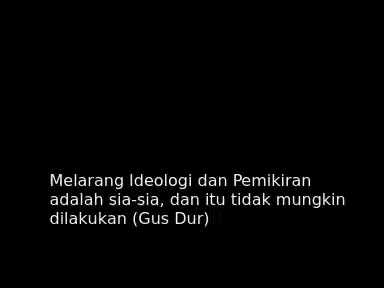 Melarang Ideologi dan Pemikiran
adalah sia-sia, dan itu tidak mungkin
dilakukan (Gus Dur)